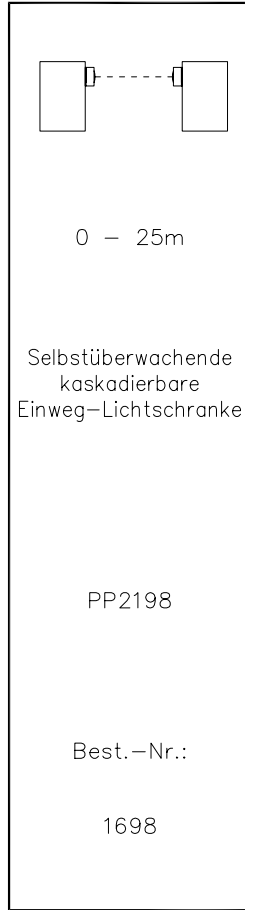 0 – 25m
Selbstüberwachende
kaskadierbare
Einweg–Lichtschranke
PP2198
Best.–Nr.:
1698